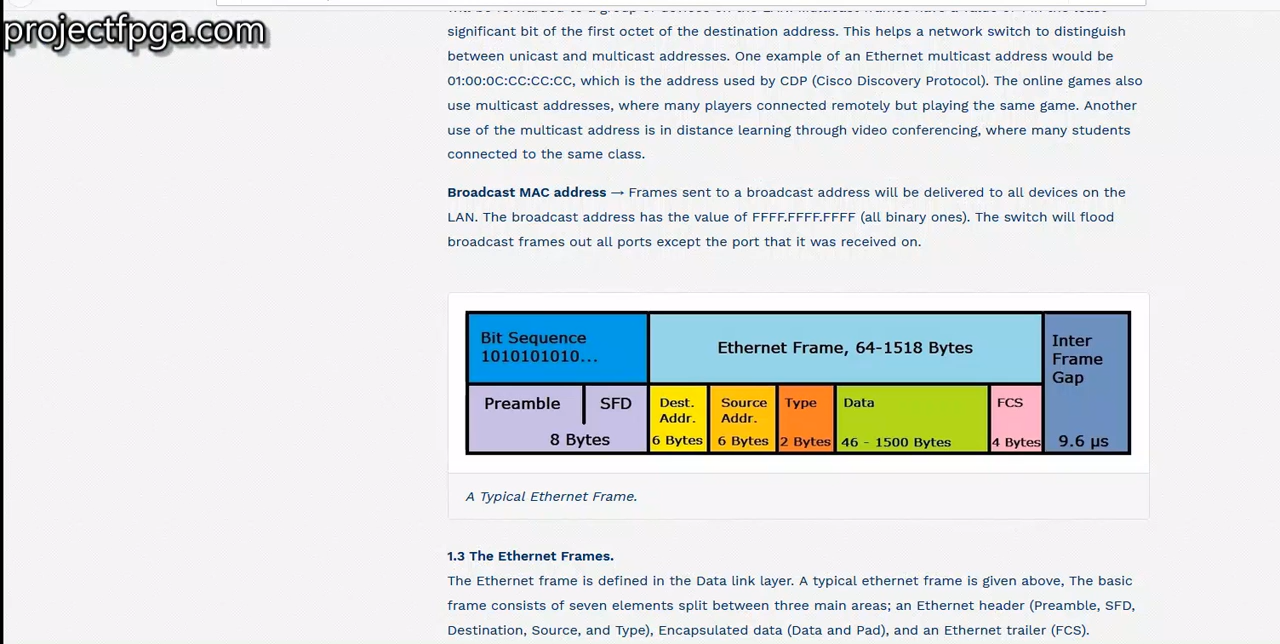 projectfpga.com
significant bit of the first octet of the destination address. This helps a network switch to distinguish
between unicast and multicast addresses. One example of an Ethernet multicast address would be
01:00:0C:CC:CC:CC, which is the address used by CDP (Cisco Discovery Protocol). The online games also
use multicast addresses, where many players connected remotely but playing the same game. Another
use of the multicast address is in distance learning through video conferencing, where many students
connected to the same class.
Broadcast MAC address → Frames sent to a broadcast address will be delivered to all devices on the
LAN. The broadcast address has the value of FFFF.FFFF.FFFF (all binary ones). The switch will flood
broadcast frames out all ports except the port that it was received on.
Bit Sequence
1010101010...
Ethernet Frame, 64-1518 Bytes
Inter
Frame
Gap
Preamble
SFD
8 Bytes
Dest.
Addr.
6 Bytes
Source
Addr.
6 Bytes
Type
2 Bytes
Data
46 - 1500 Bytes
FCS
4 Bytes
9.6 µs
A Typical Ethernet Frame.
1.3 The Ethernet Frames.
The Ethernet frame is defined in the Data link layer. A typical ethernet frame is given above, The basic
frame consists of seven elements split between three main areas; an Ethernet header (Preamble, SFD,
Destination, Source, and Type), Encapsulated data (Data and Pad), and an Ethernet trailer (FCS).